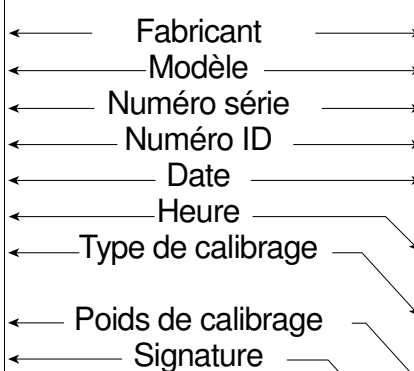 Fabricant
Modèle
Numéro série
Numéro ID
Date
Heure
Type de calibrage
Poids de calibrage
Signature